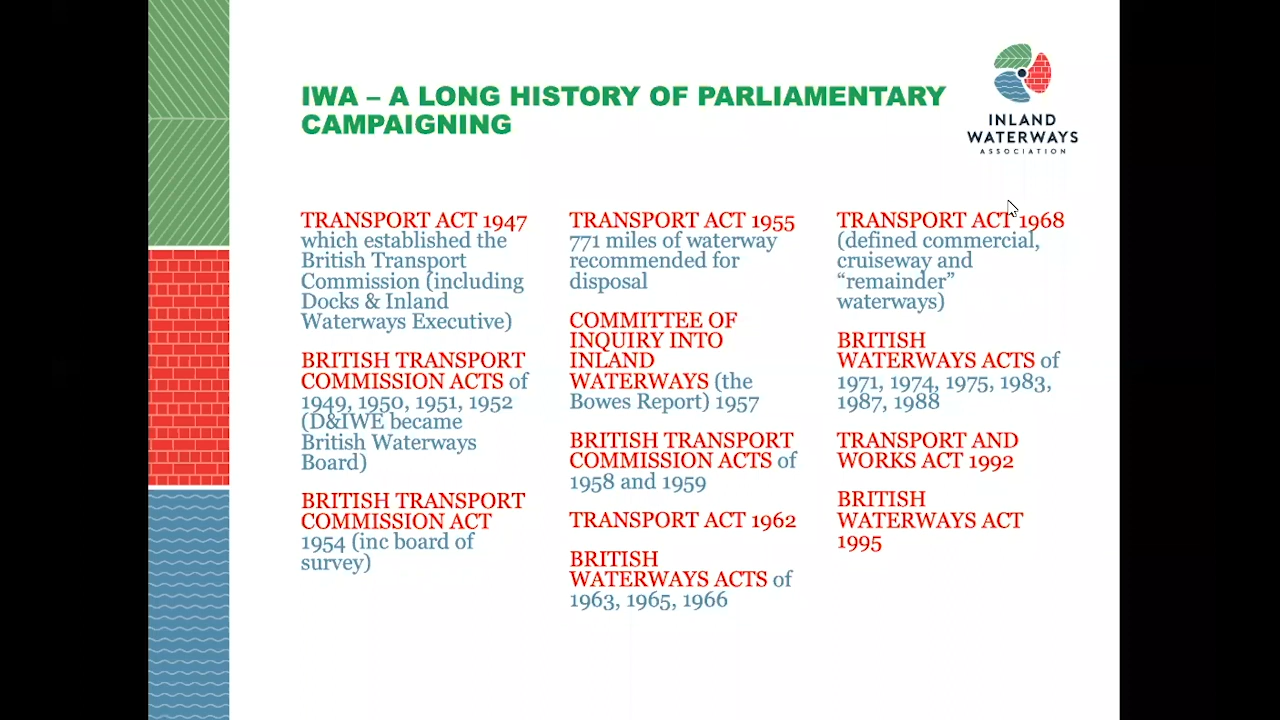 IWA – A LONG HISTORY OF PARLIAMENTARY
CAMPAIGNING
INLAND
WATERWAYS
ASSOCIATION
TRANSPORT ACT 1947
which established the
British Transport
Commission (including
Docks & Inland
Waterways Executive)
BRITISH TRANSPORT
COMMISSION ACTS of
1949, 1950, 1951, 1952
(D&IWE became
British Waterways
Board)
BRITISH TRANSPORT
COMMISSION ACT
1954 (inc board of
survey)
TRANSPORT ACT 1955
771 miles of waterway
recommended for
disposal
COMMITTEE OF
INQUIRY INTO
INLAND
WATERWAYS (the
Bowes Report) 1957
BRITISH TRANSPORT
COMMISSION ACTS of
1958 and 1959
TRANSPORT ACT 1962
BRITISH
WATERWAYS ACTS of
1963, 1965, 1966
TRANSPORT ACT 1968
(defined commercial,
cruiseway and
“remainder”
waterways)
BRITISH
WATERWAYS ACTS of
1971, 1974, 1975, 1983,
1987, 1988
TRANSPORT AND
WORKS ACT 1992
BRITISH
WATERWAYS ACT
1995